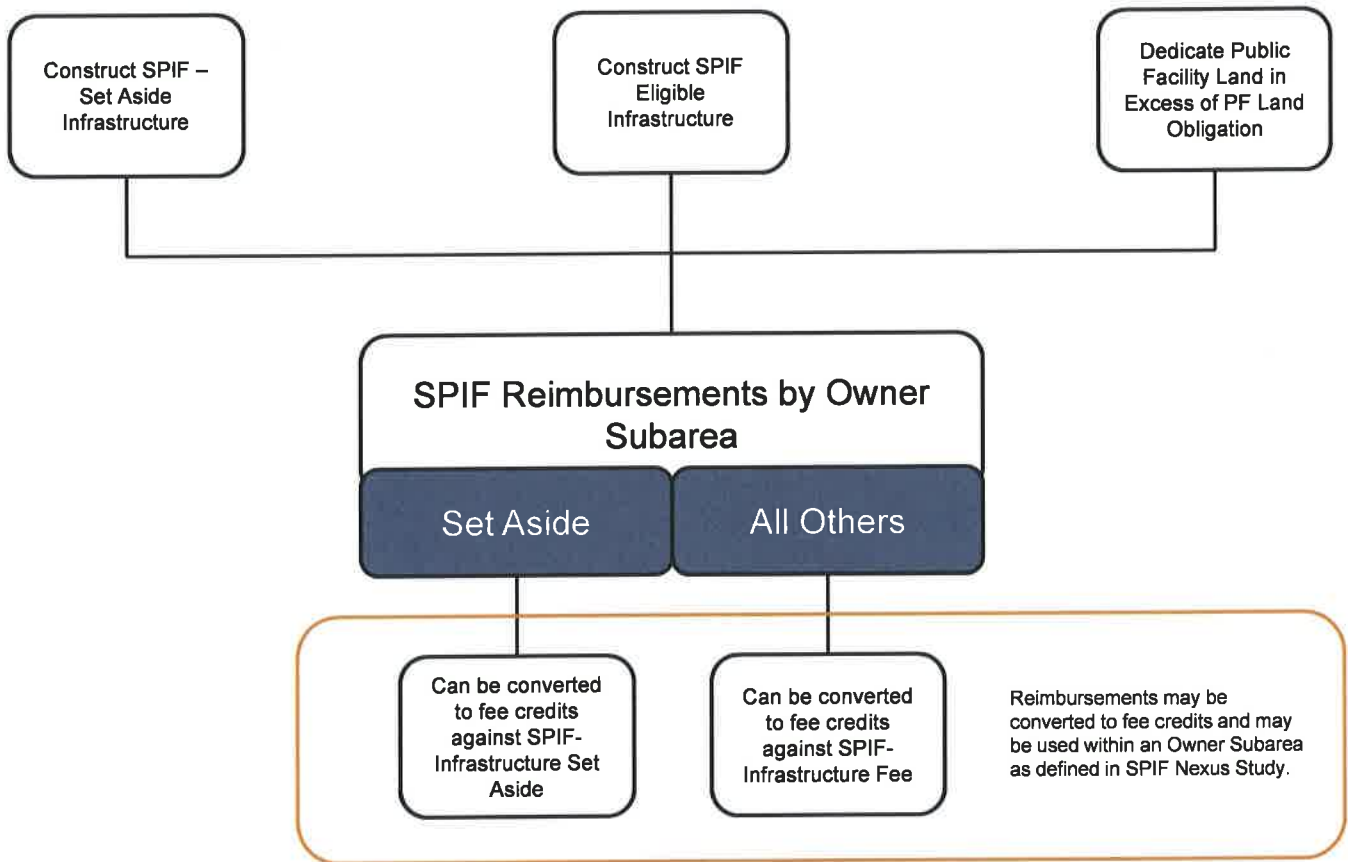 Construct SPIF –
Set Aside
Infrastructure
Construct SPIF
Eligible
Infrastructure
Dedicate Public
Facility Land in
Excess of PF Land
Obligation
SPIF Reimbursements by Owner
Subarea
Set Aside
All Others
Can be converted
to fee credits
against SPIF-
Infrastructure Set
Aside
Can be converted
to fee credits
against SPIF-
Infrastructure Fee
Reimbursements may be
converted to fee credits and may
be used within an Owner Subarea
as defined in SPIF Nexus Study.